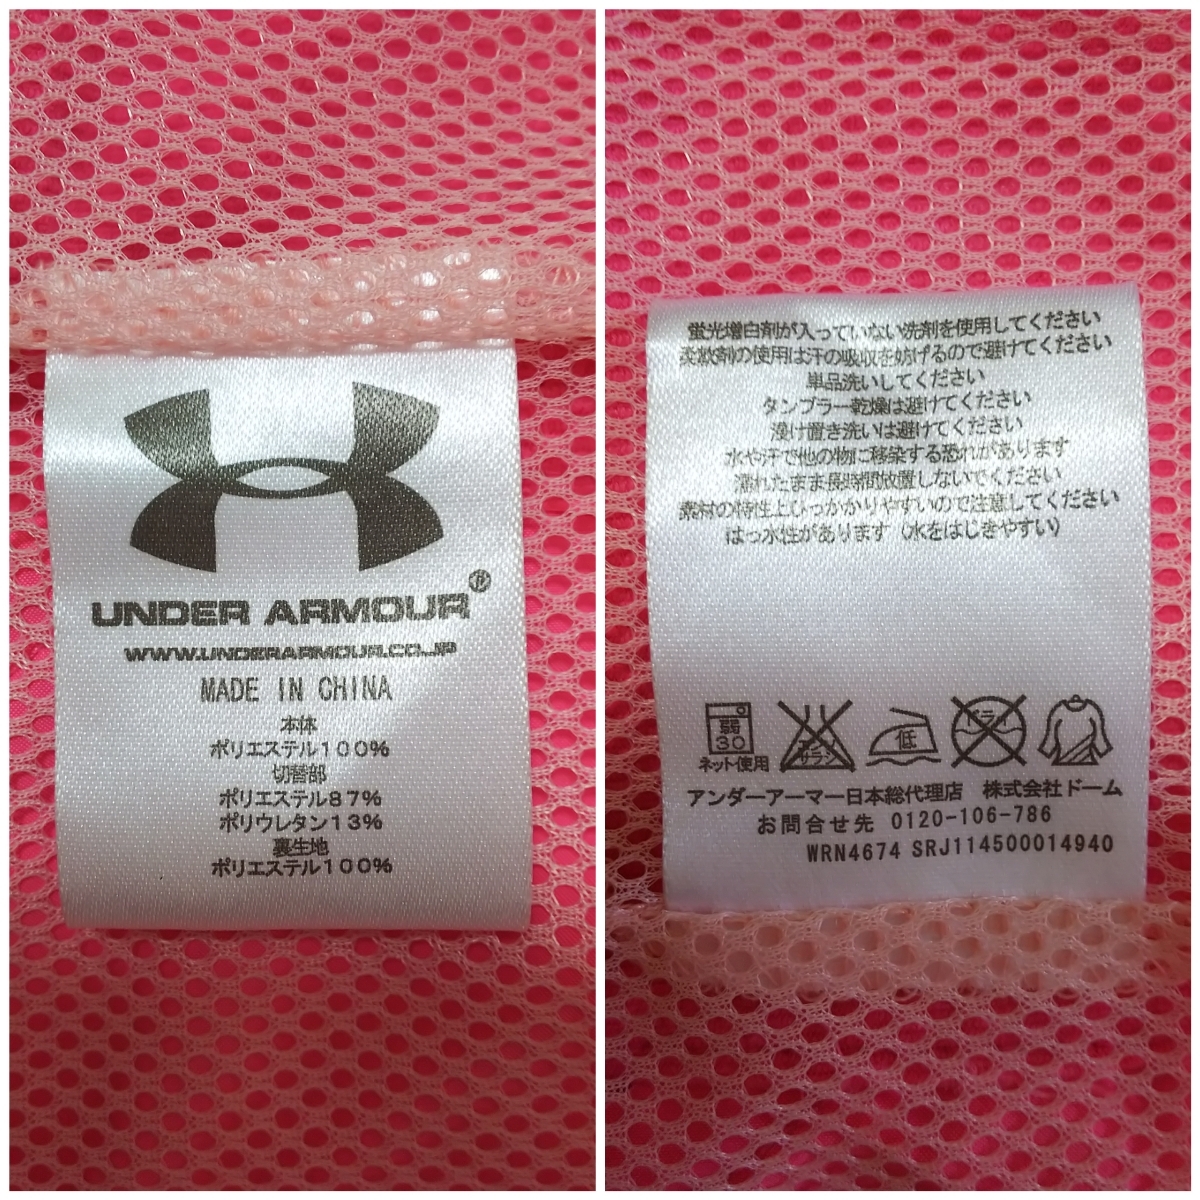 UNDER ARMOUR®
WWW.UNDERARMOUR.CO.JP
MADE IN CHINA
本体
ポリエステル100%
切替部
ポリエステル87%
ポリウレタン13%
裏生地
ポリエステル100%
蛍光増白剤が入っていない洗剤を使用してください
柔軟剤の使用は汗の吸収を妨げるので避けてください
単品洗いしてください
タンブラー乾燥は避けてください
浸け置き洗いは避けてください
水や汗で他の物に移染する恐れがあります
濡れたまま長時間放置しないでください
素材の特性上ひっかかりやすいので注意してください
はっ水性があります（水をはじきやすい）
弱
30
エンソ
サラシ
低
ドライ
ネット使用
アンダーアーマー日本総代理店 株式会社ドーム
お問合せ先 0120-106-786
WRN4674 SRJ114500014940